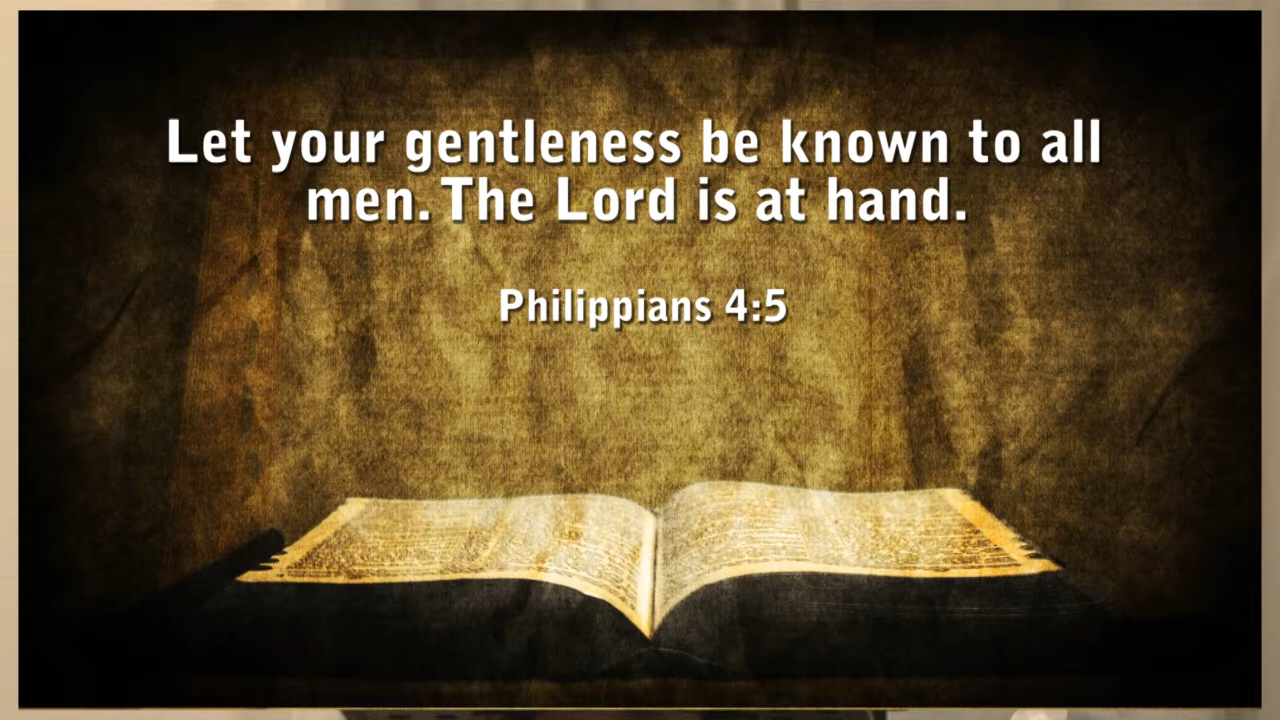 Let your gentleness be known to all
men. The Lord is at hand.
Philippians 4:5